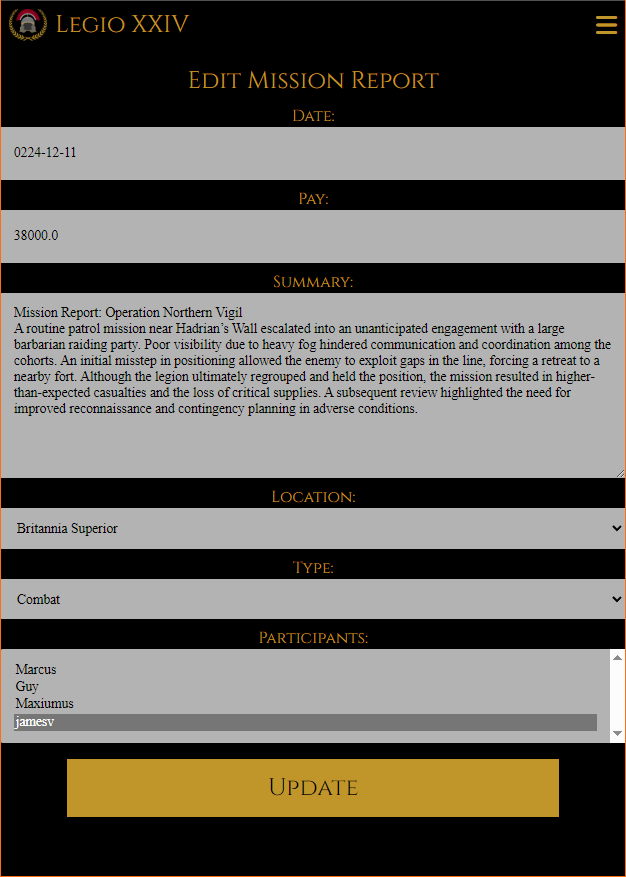 Legio XXIV
Edit Mission Report
Date:
0224-12-11
Pay:
38000.0
Summary:
Mission Report: Operation Northern Vigil
A routine patrol mission near Hadrian’s Wall escalated into an unanticipated engagement with a large
barbarian raiding party. Poor visibility due to heavy fog hindered communication and coordination among the
cohorts. An initial misstep in positioning allowed the enemy to exploit gaps in the line, forcing a retreat to a
nearby fort. Although the legion ultimately regrouped and held the position, the mission resulted in higher-
than-expected casualties and the loss of critical supplies. A subsequent review highlighted the need for
improved reconnaissance and contingency planning in adverse conditions.
Location:
Britannia Superior
Type:
Combat
Participants:
Marcus
Guy
Maxiumus
jamesv
Update